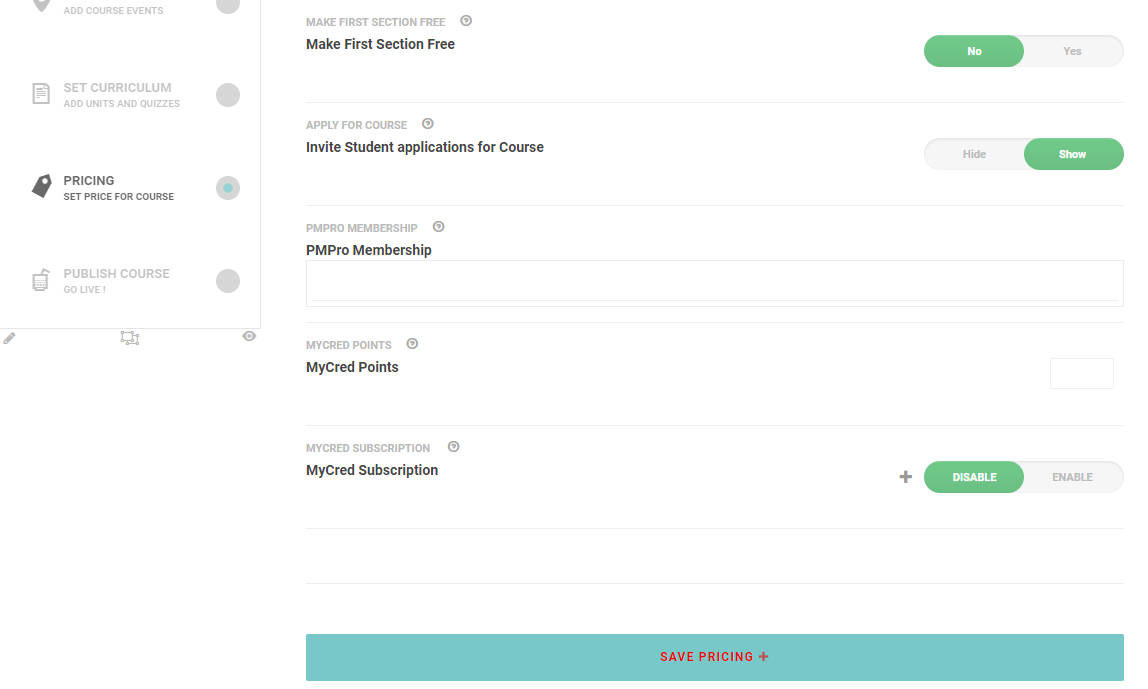 ADD COURSE EVENTS
SET CURRICULUM
ADD UNITS AND QUIZZES
PRICING
SET PRICE FOR COURSE
PUBLISH COURSE
GO LIVE !
MAKE FIRST SECTION FREE
Make First Section Free
No Yes
APPLY FOR COURSE
Invite Student applications for Course
Hide Show
PMPRO MEMBERSHIP
PMPro Membership
MYCRED POINTS
MyCred Points
MYCRED SUBSCRIPTION
MyCred Subscription
DISABLE ENABLE
SAVE PRICING +